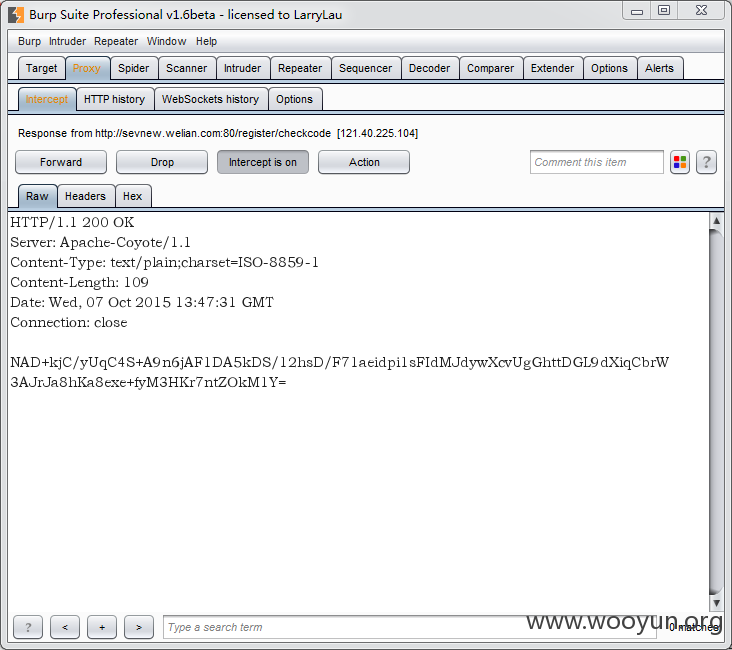 Burp Suite Professional v1.6beta - licensed to LarryLau
Burp Intruder Repeater Window Help
Target Proxy Spider Scanner Intruder Repeater Sequencer Decoder Comparer Extender Options Alerts
Intercept HTTP history WebSockets history Options
Response from http://sevnew.welian.com:80/register/checkcode [121.40.225.104]
Forward Drop Intercept is on Action Comment this item ?
Raw Headers Hex
HTTP/1.1 200 OK
Server: Apache-Coyote/1.1
Content-Type: text/plain;charset=ISO-8859-1
Content-Length: 109
Date: Wed, 07 Oct 2015 13:47:31 GMT
Connection: close
NAD+kjC/yUqC4S+A9n6jAF1DA5kDS/12hsD/F71aeidpi1sFIdMJdywXcvUgGhttDGL9dXiqCbrW
3AJrJa8hKa8exe+fyM3HKr7ntZOkM1Y=
? < + > Type a search term 0 matches
www.wooyun.org